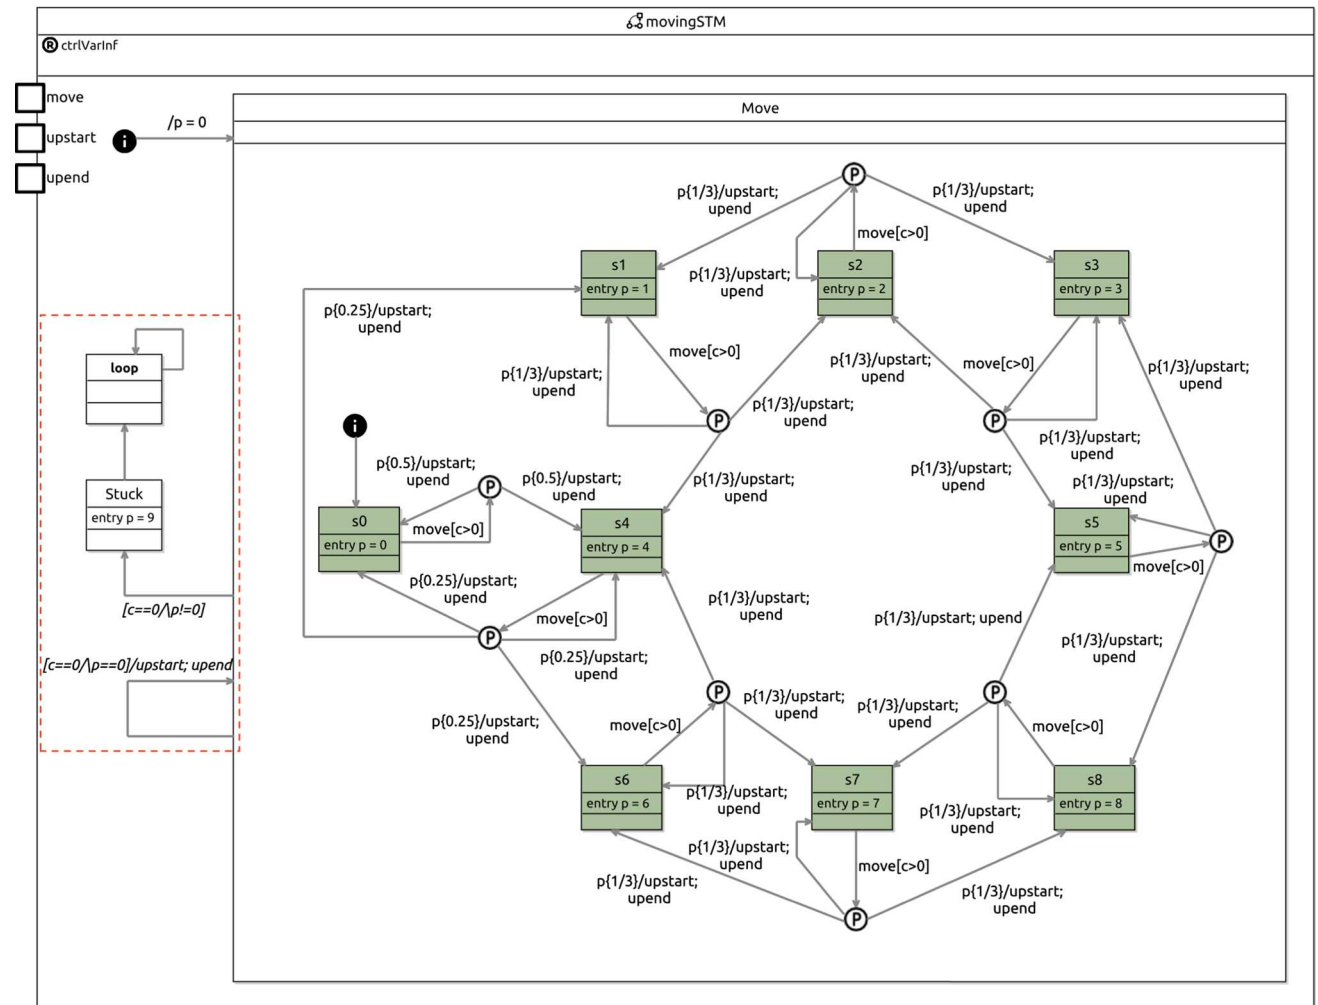 movingSTM
R ctrlVarInf
move
upstart
upend
i
/p = 0
Move
P
p{1/3}/upstart;
upend
p{1/3}/upstart;
upend
move[c>0]
p{1/3}/upstart;
upend
s1
entry p = 1
s2
entry p = 2
s3
entry p = 3
p{0.25}/upstart;
upend
move[c>0]
p{1/3}/upstart;
upend
p{1/3}/upstart;
upend
move[c>0]
p{1/3}/upstart;
upend
P
p{1/3}/upstart;
upend
P
p{1/3}/upstart;
upend
loop
i
p{0.5}/upstart;
upend
P
p{0.5}/upstart;
upend
p{1/3}/upstart;
upend
p{1/3}/upstart;
upend
p{1/3}/upstart;
upend
Stuck
entry p = 9
s0
entry p = 0
move[c>0]
s4
entry p = 4
s5
entry p = 5
P
move[c>0]
[c==0/\p!=0]
p{0.25}/upstart;
upend
move[c>0]
P
p{0.25}/upstart;
upend
p{1/3}/upstart;
upend
p{1/3}/upstart; upend
p{1/3}/upstart;
upend
[c==0/\p==0]/upstart; upend
p{0.25}/upstart;
upend
move[c>0]
P
p{1/3}/upstart;
upend
p{1/3}/upstart;
upend
P
move[c>0]
s6
entry p = 6
p{1/3}/upstart;
upend
s7
entry p = 7
p{1/3}/upstart;
upend
s8
entry p = 8
p{1/3}/upstart;
upend
p{1/3}/upstart;
upend
move[c>0]
p{1/3}/upstart;
upend
P